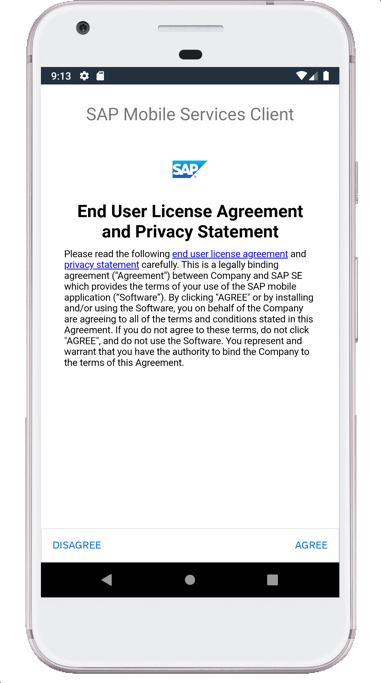 9:13
SAP Mobile Services Client
SAP
End User License Agreement
and Privacy Statement
Please read the following end user license agreement and
privacy statement carefully. This is a legally binding
agreement ("Agreement") between Company and SAP SE
which provides the terms of your use of the SAP mobile
application ("Software"). By clicking "AGREE" or by installing
and/or using the Software, you on behalf of the Company
are agreeing to all of the terms and conditions stated in this
Agreement. If you do not agree to these terms, do not click
"AGREE", and do not use the Software. You represent and
warrant that you have the authority to bind the Company to
the terms of this Agreement.
DISAGREE AGREE